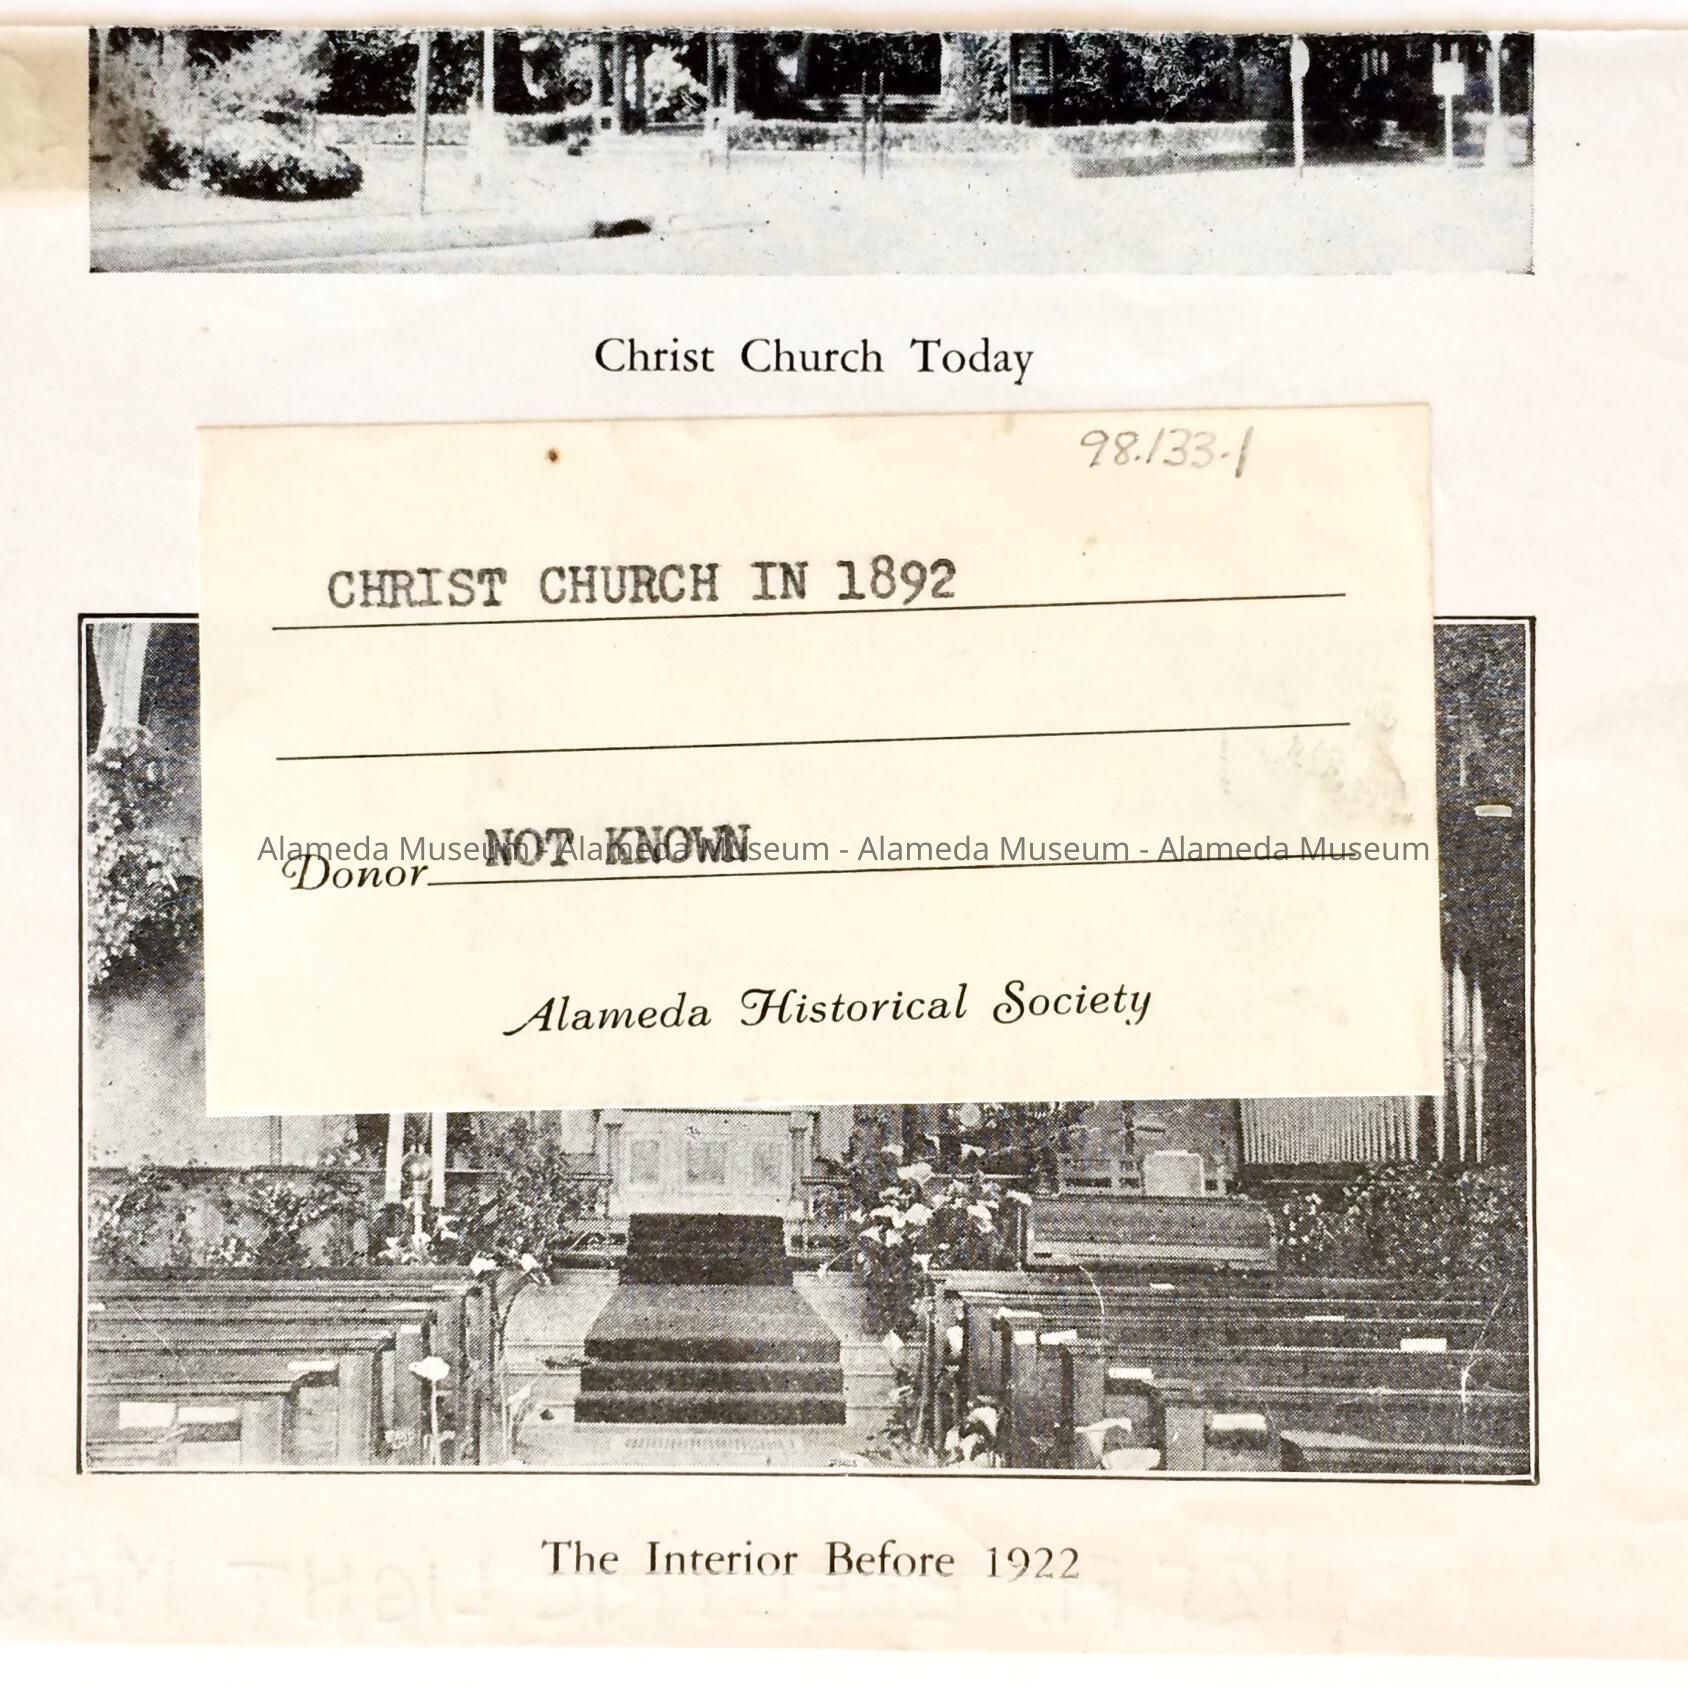 Christ Church Today
98.133-1
CHRIST CHURCH IN 1892
Donor NOT KNOWN
Alameda Museum - Alameda Museum - Alameda Museum - Alameda Museum
Alameda Historical Society
The Interior Before 1922